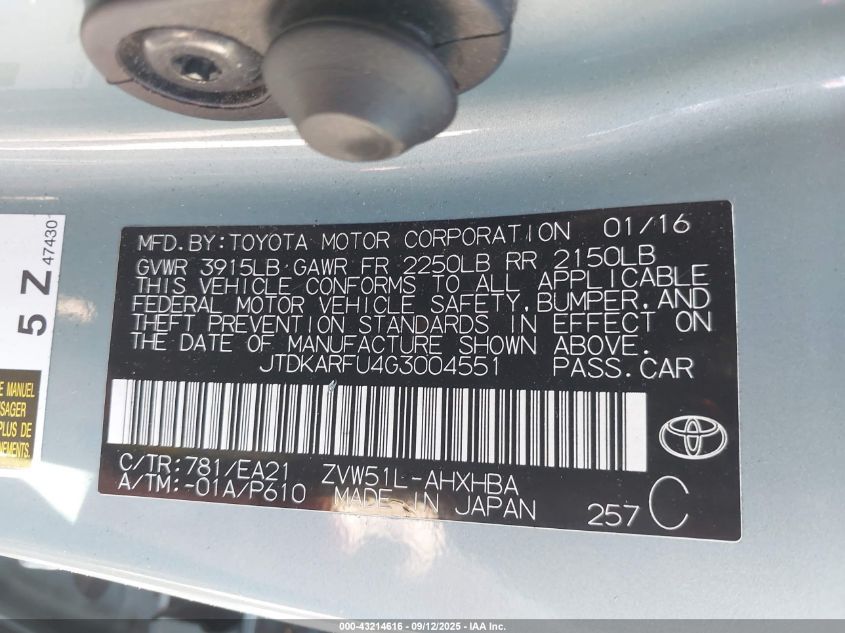 MFD. BY: TOYOTA MOTOR CORPORATION 01/16
GVWR 3915LB GAWR FR 2250LB RR 2150LB
THIS VEHICLE CONFORMS TO ALL APPLICABLE
FEDERAL MOTOR VEHICLE SAFETY, BUMPER, AND
THEFT PREVENTION STANDARDS IN EFFECT ON
THE DATE OF MANUFACTURE SHOWN ABOVE.
JTDKARFU4G3004551 PASS. CAR
C/TR: 781/EA21 ZVW51L-AHXHBA
A/TM: -01A/P610 MADE IN JAPAN
257 C
5 Z 47430
MANUEL
PLUS DE
000-43214616 - 09/12/2025 - IAA Inc.